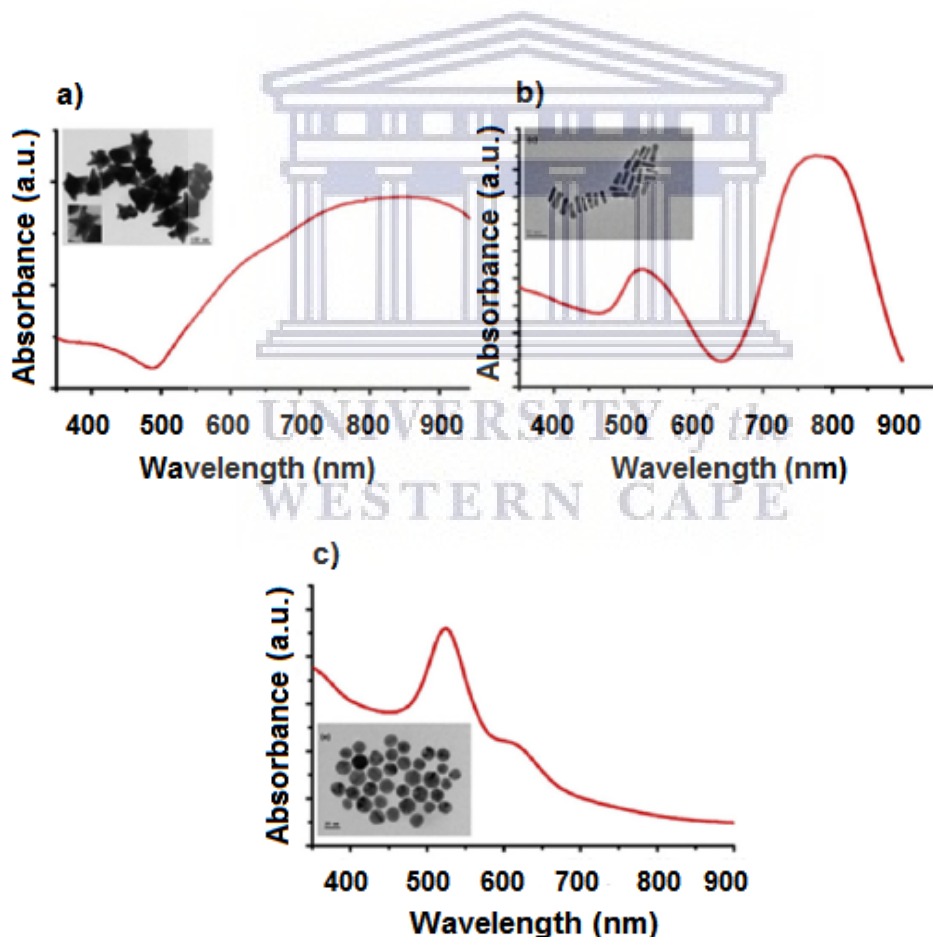 a)
Absorbance (a.u.)
400 500 600 700 800 900
Wavelength (nm)
b)
Absorbance (a.u.)
400 500 600 700 800 900
Wavelength (nm)
UNIVERSITY of the
WESTERN CAPE
c)
Absorbance (a.u.)
400 500 600 700 800 900
Wavelength (nm)